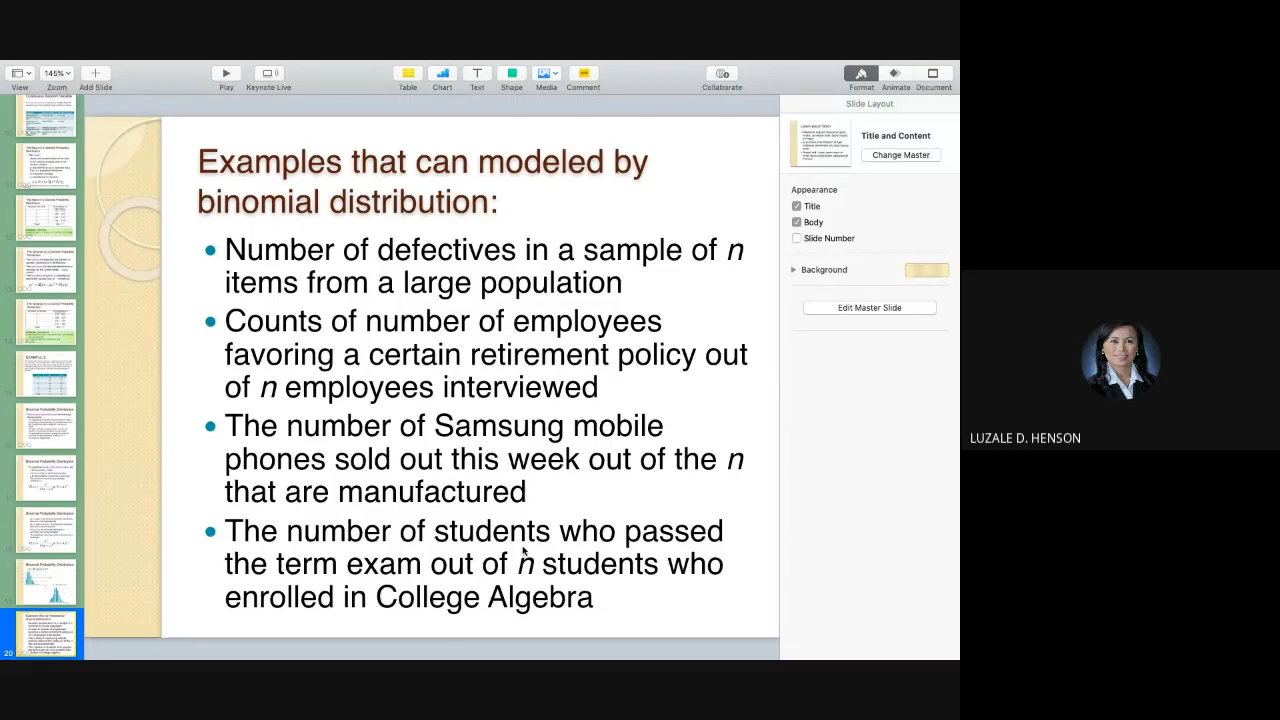 145%
View
Zoom
Add Slide
Play
Keynote Live
Table
Chart
Text
Shape
Media
Comment
Collaborate
Format
Animate
Document
Examples that can modeled by
binomial distribution.
Number of defectives in a sample of n
items from a large population
Counts of number of employees
favoring a certain retirement policy out
of n employees interviewed
The number of Samsung mobile
phones sold out this week out of the n
that are manufactured
The number of students who passed
the term exam out of n students who
enrolled in College Algebra
20
Slide Layout
Title and Content
Change Master
Appearance
Title
Body
Slide Number
Background
Edit Master Slide
LUZALE D. HENSON